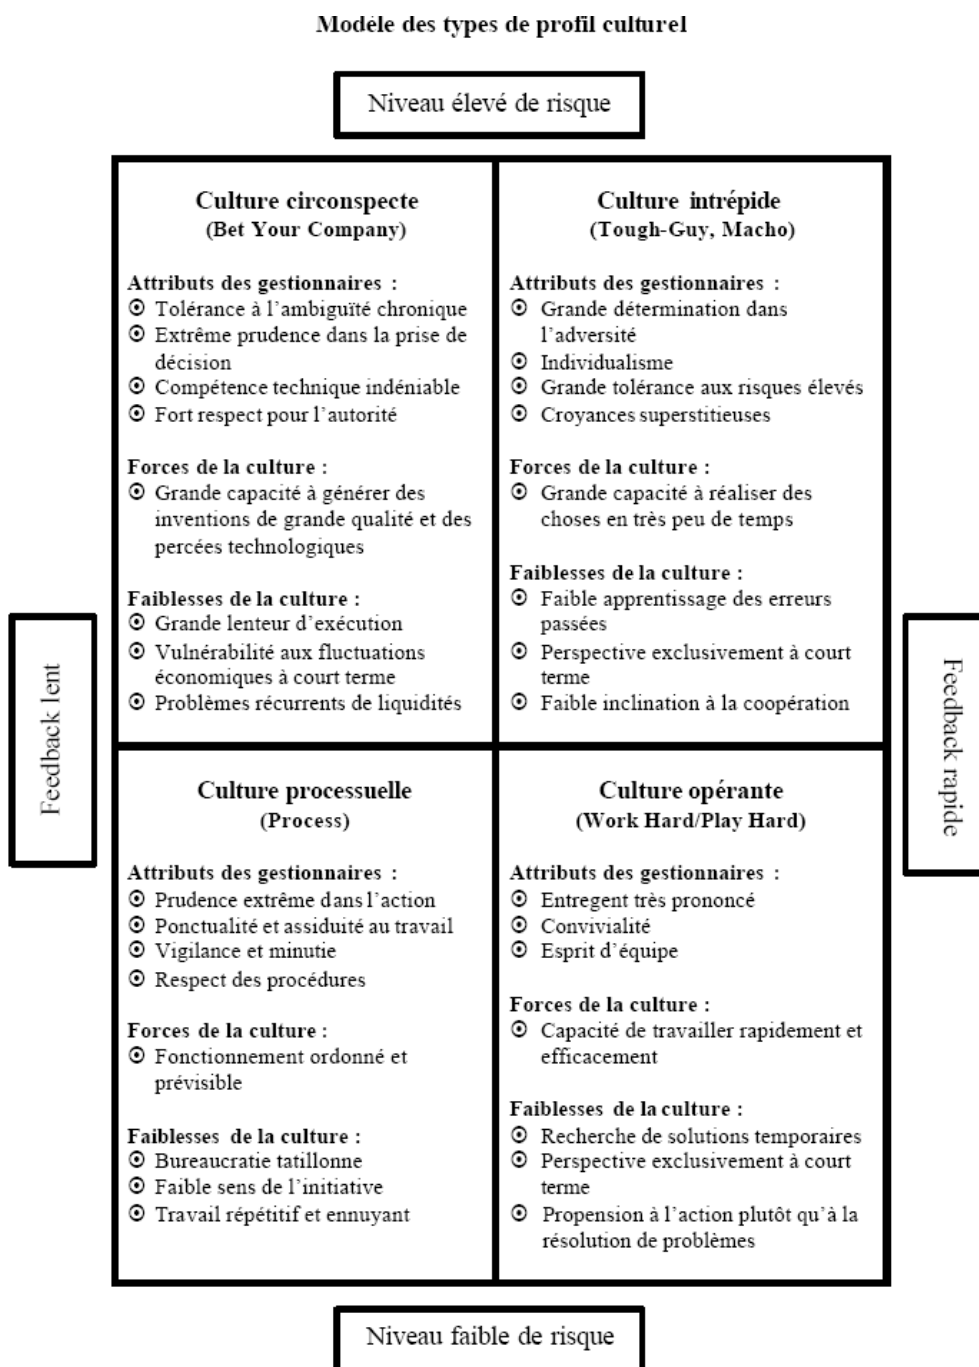 Modèle des types de profil culturel
Niveau élevé de risque
Culture circonspecte
(Bet Your Company)
Attributs des gestionnaires :
Tolérance à l'ambiguïté chronique
Extrême prudence dans la prise de
décision
Compétence technique indéniable
Fort respect pour l'autorité
Forces de la culture :
Grande capacité à générer des
inventions de grande qualité et des
percées technologiques
Faiblesses de la culture :
Grande lenteur d'exécution
Vulnérabilité aux fluctuations
économiques à court terme
Problèmes récurrents de liquidités
Culture intrépide
(Tough-Guy, Macho)
Attributs des gestionnaires :
Grande détermination dans
l'adversité
Individualisme
Grande tolérance aux risques élevés
Croyances superstitieuses
Forces de la culture :
Grande capacité à réaliser des
choses en très peu de temps
Faiblesses de la culture :
Faible apprentissage des erreurs
passées
Perspective exclusivement à court
terme
Faible inclination à la coopération
Feedback lent
Feedback rapide
Culture processuelle
(Process)
Attributs des gestionnaires :
Prudence extrême dans l'action
Ponctualité et assiduité au travail
Vigilance et minutie
Respect des procédures
Forces de la culture :
Fonctionnement ordonné et
prévisible
Faiblesses de la culture :
Bureaucratie tatillonne
Faible sens de l'initiative
Travail répétitif et ennuyant
Culture opérante
(Work Hard/Play Hard)
Attributs des gestionnaires :
Entregent très prononcé
Convivialité
Esprit d'équipe
Forces de la culture :
Capacité de travailler rapidement et
efficacement
Faiblesses de la culture :
Recherche de solutions temporaires
Perspective exclusivement à court
terme
Propension à l'action plutôt qu'à la
résolution de problèmes
Niveau faible de risque